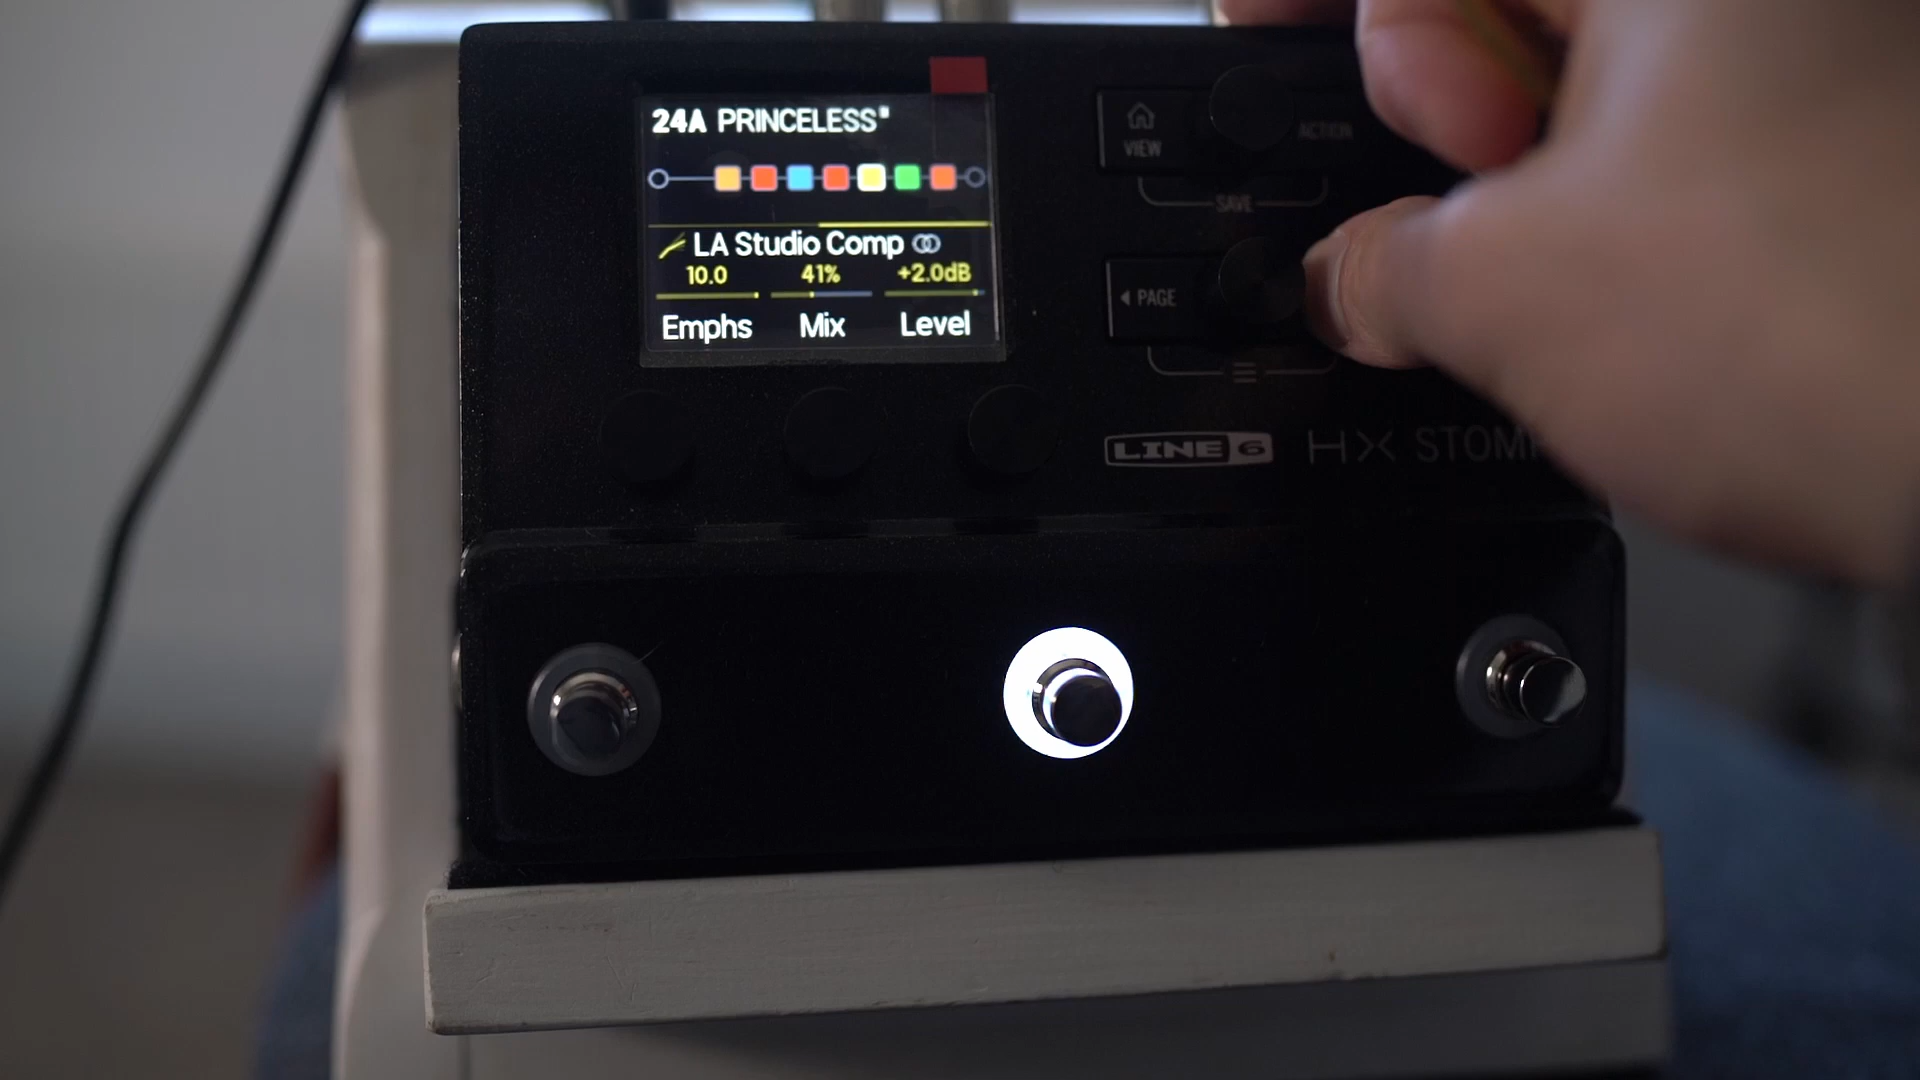 24A PRINCELESS
LA Studio Comp
10.0 41% +2.0dB
Emphs Mix Level
VIEW
ACTION
SAVE
PAGE
LINE 6 HX STOMP